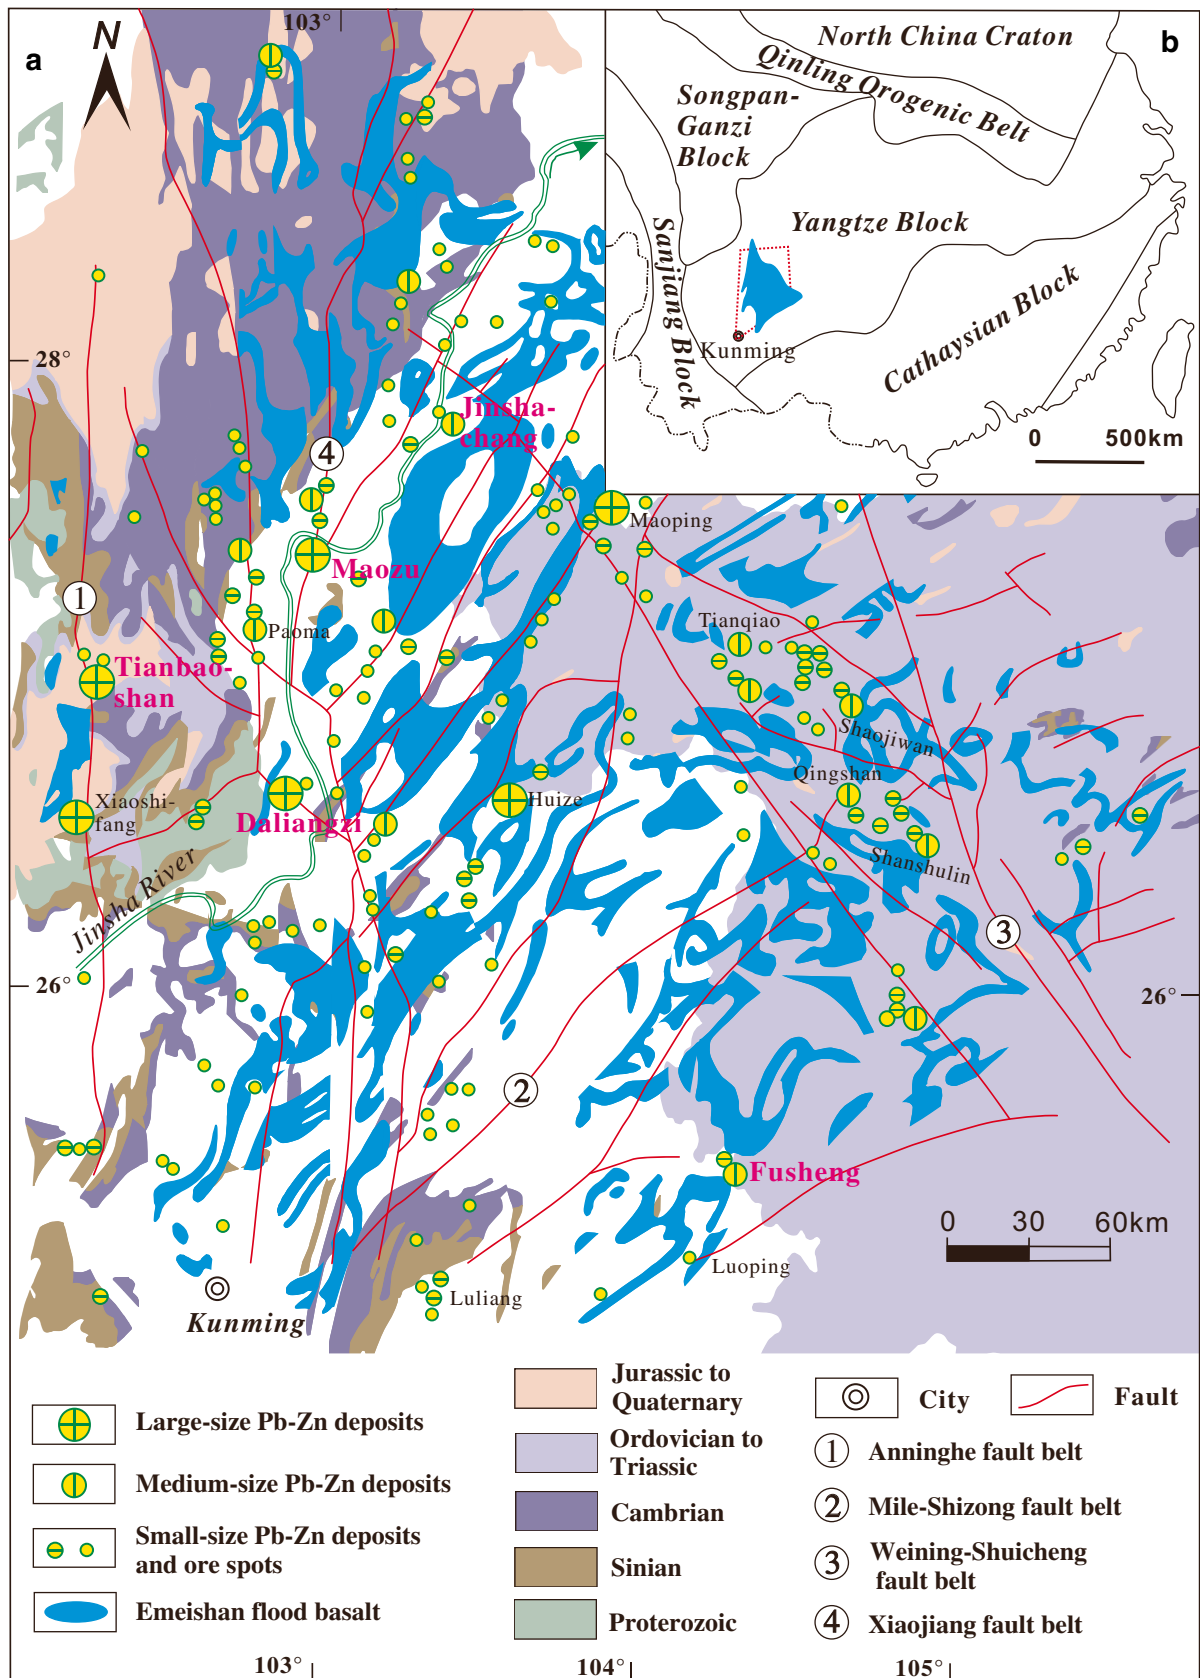 a
N
103°
28°
26°
26°
103°
104°
105°
Jinsha-
chang
4
Maoping
Maozu
1
Paoma
Tianqiao
Tianbao-
shan
Shaojiwan
3
Qingshan
Xiaoshi-
fang
Daliangzi
Huize
Shanshulin
Jinsha River
2
Fusheng
0 30 60km
Luoping
Luliang
Kunming
b
North China Craton
Qinling Orogenic Belt
Songpan-
Ganzi
Block
Yangtze Block
Sanjiang Block
Kunming
Cathaysian Block
0 500km
Large-size Pb-Zn deposits
Medium-size Pb-Zn deposits
Small-size Pb-Zn deposits
and ore spots
Emeishan flood basalt
Jurassic to
Quaternary
Ordovician to
Triassic
Cambrian
Sinian
Proterozoic
City
Fault
1 Anninghe fault belt
2 Mile-Shizong fault belt
3 Weining-Shuicheng
fault belt
4 Xiaojiang fault belt